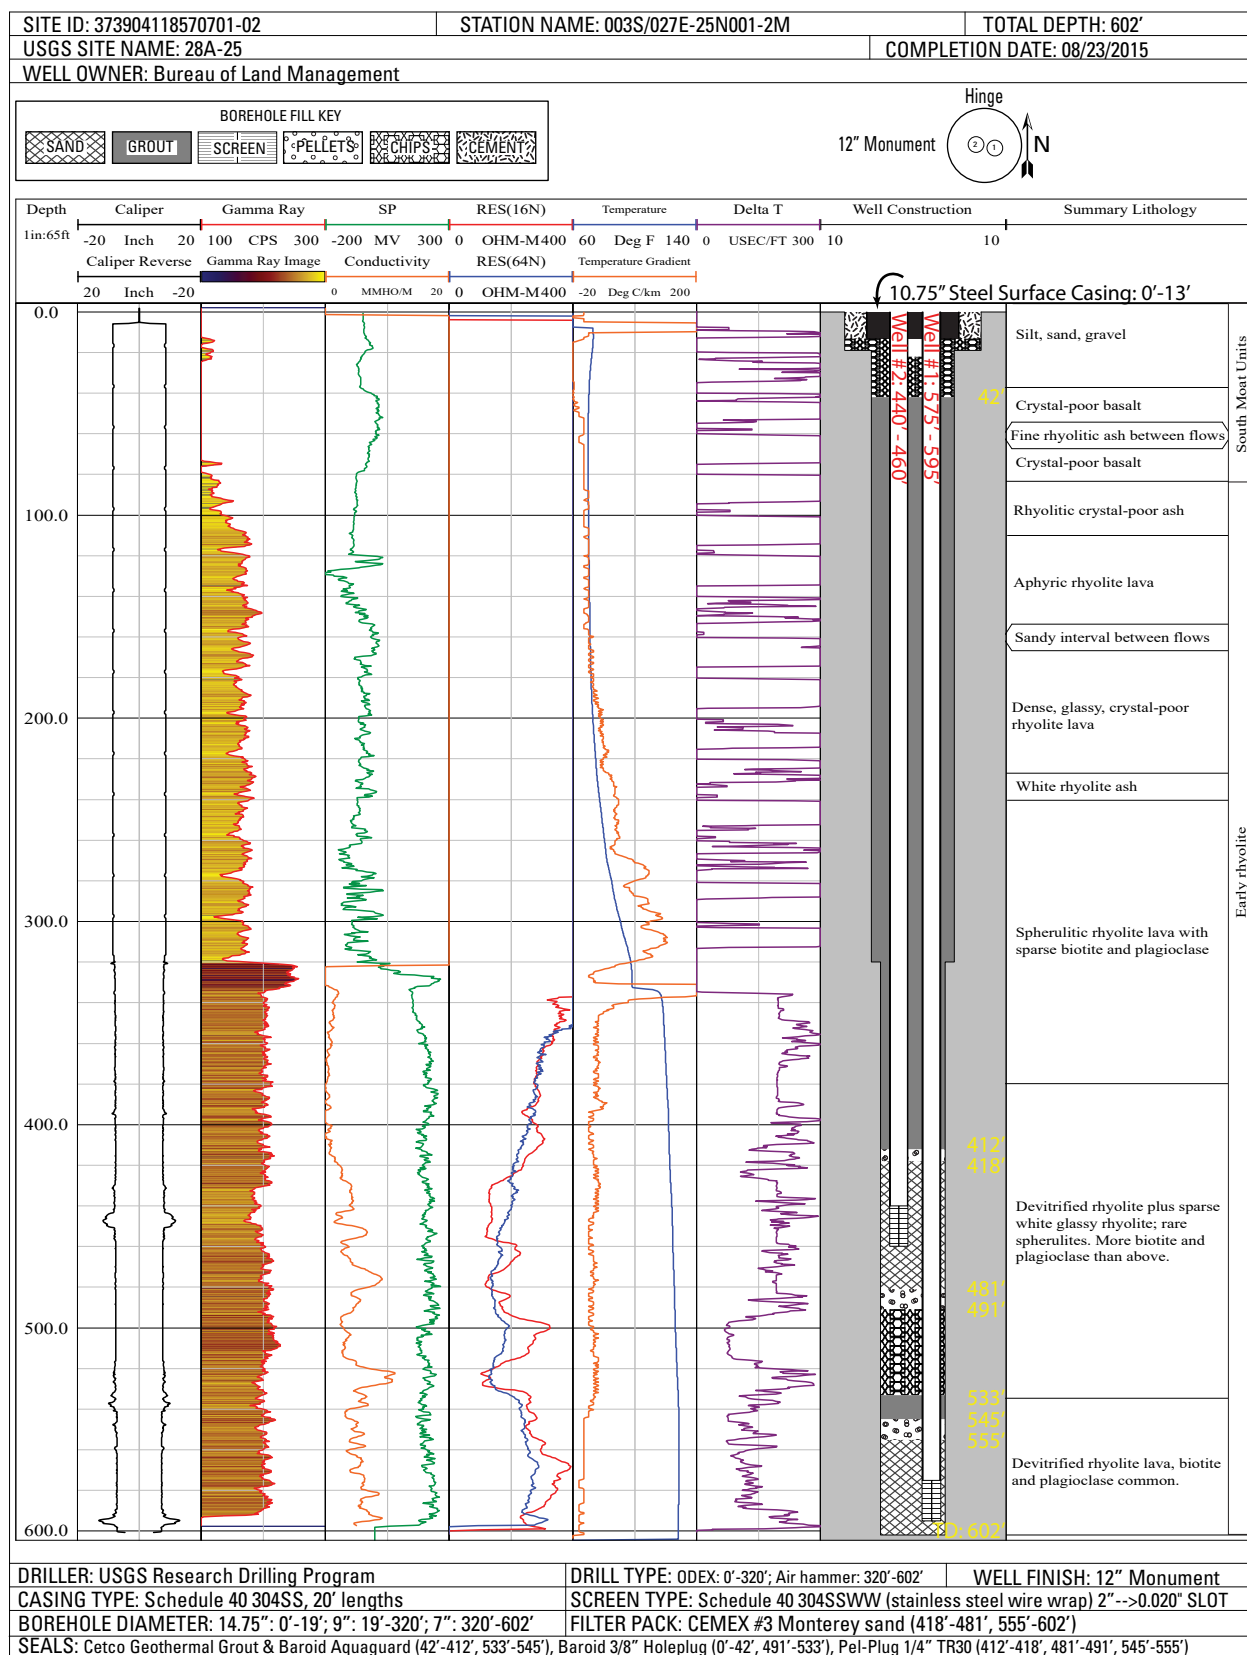 SITE ID: 373904118570701-02 STATION NAME: 003S/027E-25N001-2M TOTAL DEPTH: 602’
USGS SITE NAME: 28A-25 COMPLETION DATE: 08/23/2015
WELL OWNER: Bureau of Land Management
BOREHOLE FILL KEY
SAND GROUT SCREEN PELLETS CHIPS CEMENT
Hinge
12” Monument
2 1
N
Depth Caliper Gamma Ray SP RES(16N) Temperature Delta T Well Construction Summary Lithology
1in:65ft -20 Inch 20 100 CPS 300 -200 MV 300 0 OHM-M400 60 Deg F 140 0 USEC/FT 300 10 10
Caliper Reverse Gamma Ray Image Conductivity RES(64N) Temperature Gradient
20 Inch -20 0 MMHO/M 20 0 OHM-M400 -20 Deg C/km 200
10.75” Steel Surface Casing: 0’-13’
0.0
100.0
200.0
300.0
400.0
500.0
600.0
Well #2: 440’ - 460’
Well #1: 575’ - 595’
42’
412’
418’
481’
491’
533’
545’
555’
TD: 602’
Silt, sand, gravel
Crystal-poor basalt
Fine rhyolitic ash between flows
Crystal-poor basalt
Rhyolitic crystal-poor ash
Aphyric rhyolite lava
Sandy interval between flows
Dense, glassy, crystal-poor
rhyolite lava
White rhyolite ash
Spherulitic rhyolite lava with
sparse biotite and plagioclase
Devitrified rhyolite plus sparse
white glassy rhyolite; rare
spherulites. More biotite and
plagioclase than above.
Devitrified rhyolite lava, biotite
and plagioclase common.
South Moat Units
Early rhyolite
DRILLER: USGS Research Drilling Program DRILL TYPE: ODEX: 0’-320’; Air hammer: 320’-602’ WELL FINISH: 12” Monument
CASING TYPE: Schedule 40 304SS, 20’ lengths SCREEN TYPE: Schedule 40 304SSWW (stainless steel wire wrap) 2”-->0.020" SLOT
BOREHOLE DIAMETER: 14.75”: 0’-19’; 9”: 19’-320’; 7”: 320’-602’ FILTER PACK: CEMEX #3 Monterey sand (418’-481’, 555’-602’)
SEALS: Cetco Geothermal Grout & Baroid Aquaguard (42’-412’, 533’-545’), Baroid 3/8” Holeplug (0’-42’, 491’-533’), Pel-Plug 1/4” TR30 (412’-418’, 481’-491’, 545’-555’)